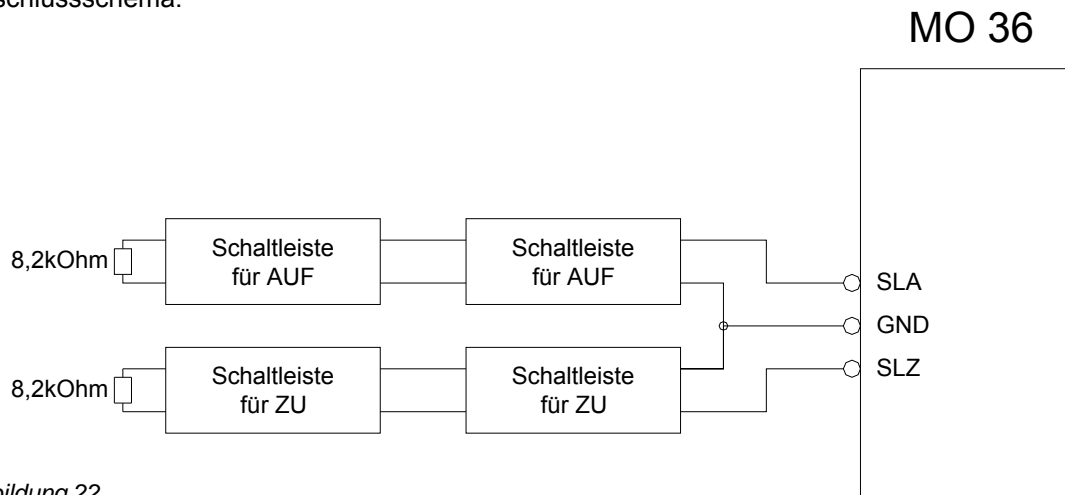 schlussschema:
MO 36
8,2kOhm
Schaltleiste
für AUF
Schaltleiste
für AUF
SLA
GND
SLZ
8,2kOhm
Schaltleiste
für ZU
Schaltleiste
für ZU
bildung 22